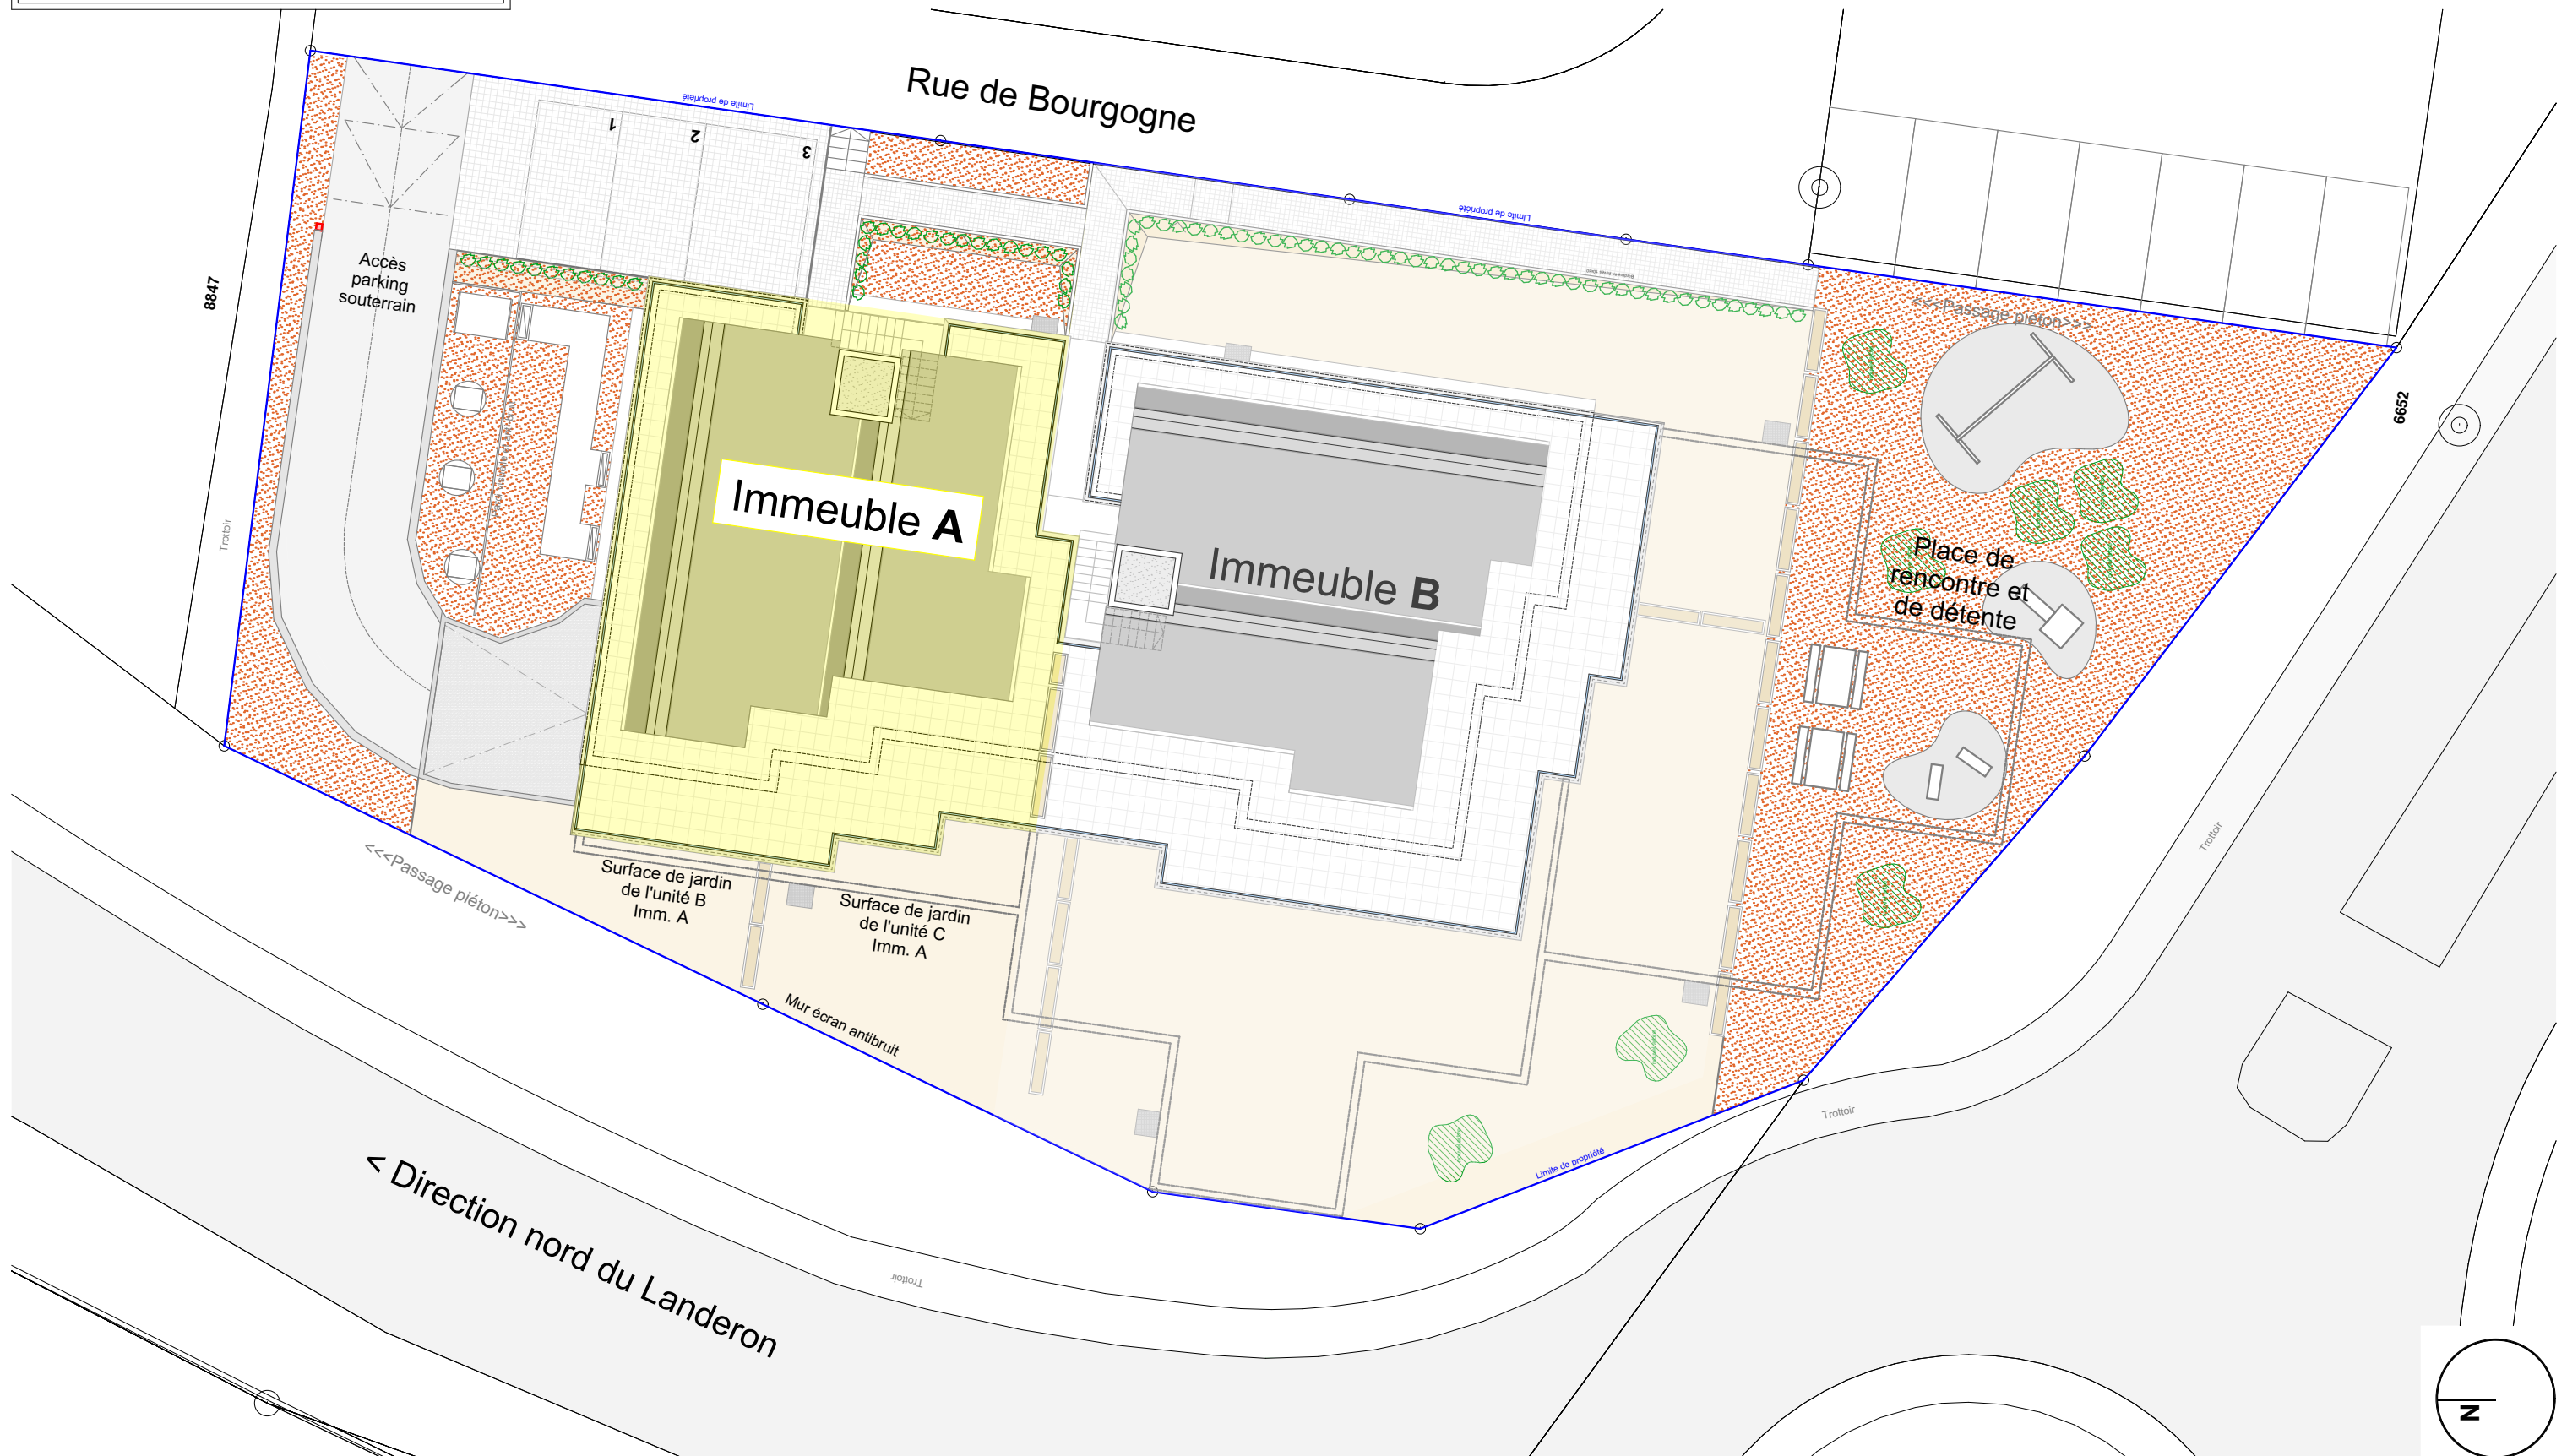 Rue de Bourgogne
Limite de propriété
Limite de propriété
1
2
3
8847
Accès
parking
souterrain
Trottoir
Immeuble A
Immeuble B
<<<Passage piéton>>>
6652
Place de
rencontre et
de détente
Trottoir
Surface de jardin
de l'unité B
Imm. A
Surface de jardin
de l'unité C
Imm. A
<<<Passage piéton>>>
Mur écran antibruit
Limite de propriété
Trottoir
Trottoir
< Direction nord du Landeron
N